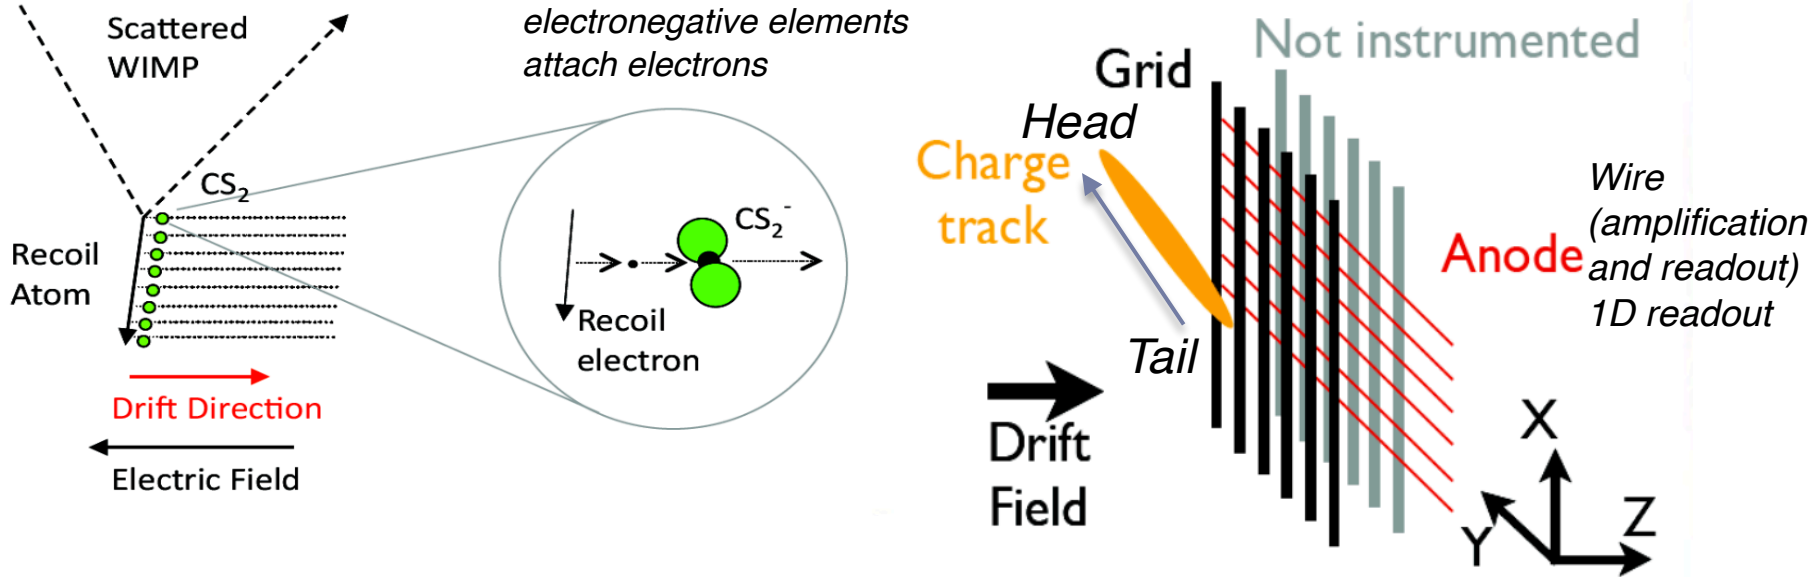 Scattered
WIMP
electronegative elements
attach electrons
CS₂
Recoil
Atom
CS₂⁻
Recoil
electron
Drift Direction
Electric Field
Not instrumented
Grid
Head
Charge
track
Tail
Anode
Wire
(amplification
and readout)
1D readout
Drift
Field
X
Y
Z